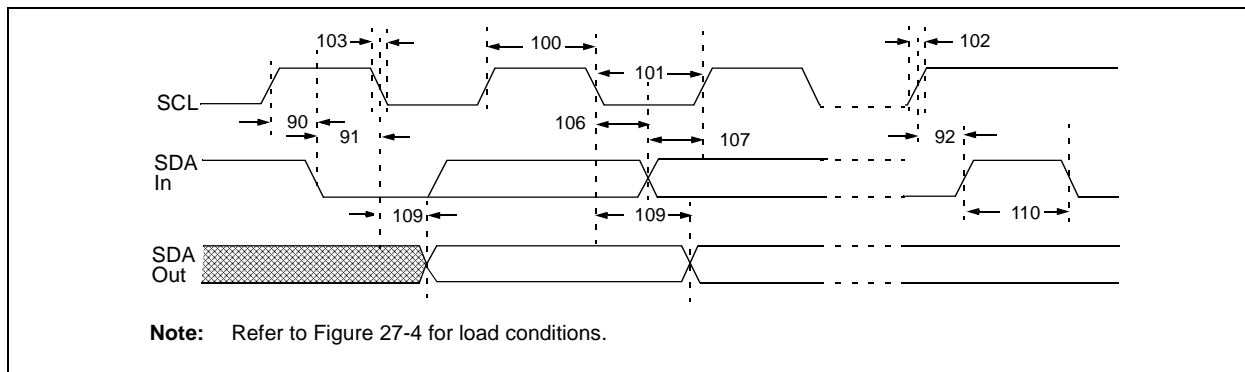 103
100
102
101
SCL
90
91
106
107
92
SDA
In
109
109
110
SDA
Out
Note: Refer to Figure 27-4 for load conditions.